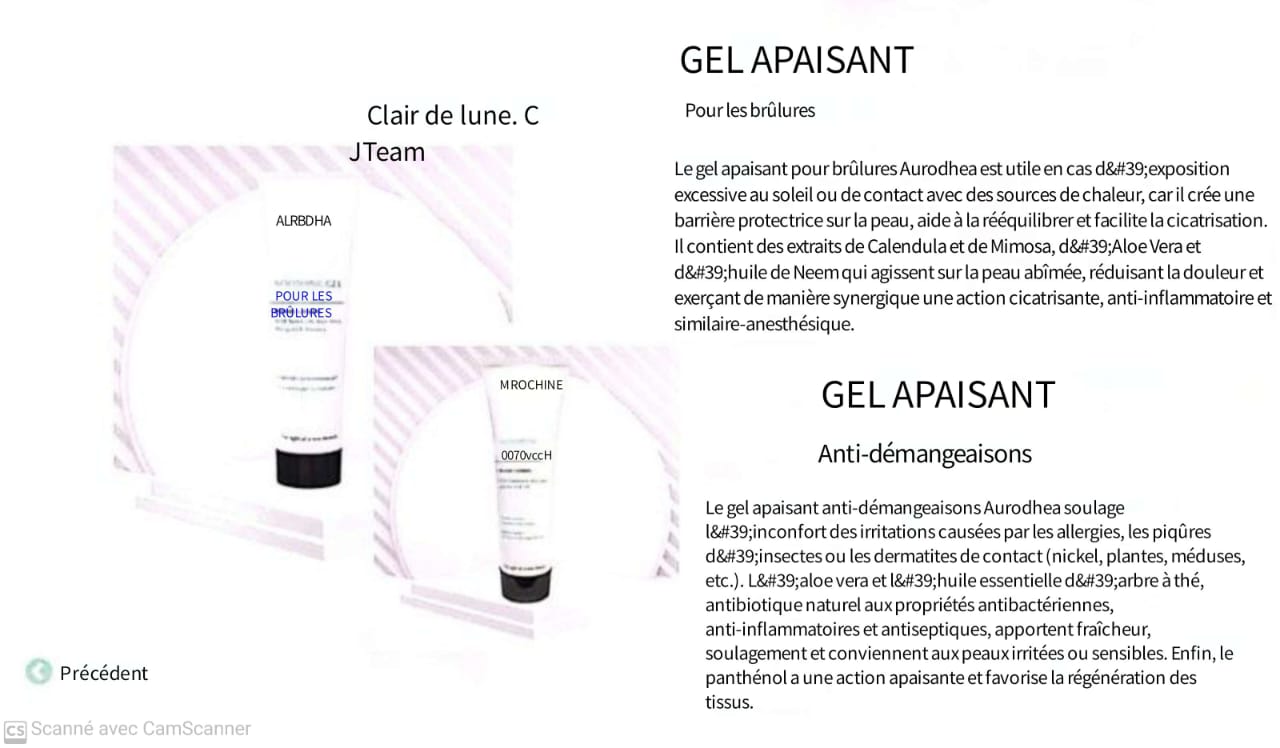 GEL APAISANT
Pour les brûlures
Clair de lune. C
JTeam
Le gel apaisant pour brûlures Aurodhea est utile en cas d&#39;exposition
excessive au soleil ou de contact avec des sources de chaleur, car il crée une
barrière protectrice sur la peau, aide à la rééquilibrer et facilite la cicatrisation.
Il contient des extraits de Calendula et de Mimosa, d&#39;Aloe Vera et
d&#39;huile de Neem qui agissent sur la peau abîmée, réduisant la douleur et
exerçant de manière synergique une action cicatrisante, anti-inflammatoire et
similaire-anesthésique.
ALRBDHA
POUR LES
BRÛLURES
MROCHINE
0070vccH
GEL APAISANT
Anti-démangeaisons
Le gel apaisant anti-démangeaisons Aurodhea soulage
l&#39;inconfort des irritations causées par les allergies, les piqûres
d&#39;insectes ou les dermatites de contact (nickel, plantes, méduses,
etc.). L&#39;aloe vera et l&#39;huile essentielle d&#39;arbre à thé,
antibiotique naturel aux propriétés antibactériennes,
anti-inflammatoires et antiseptiques, apportent fraîcheur,
soulagement et conviennent aux peaux irritées ou sensibles. Enfin, le
panthénol a une action apaisante et favorise la régénération des
tissus.
Précédent
CS Scanné avec CamScanner